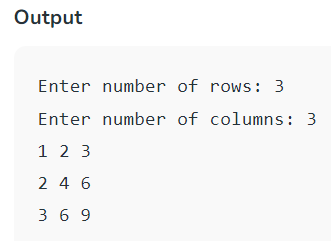 Output
Enter number of rows: 3
Enter number of columns: 3
1 2 3
2 4 6
3 6 9